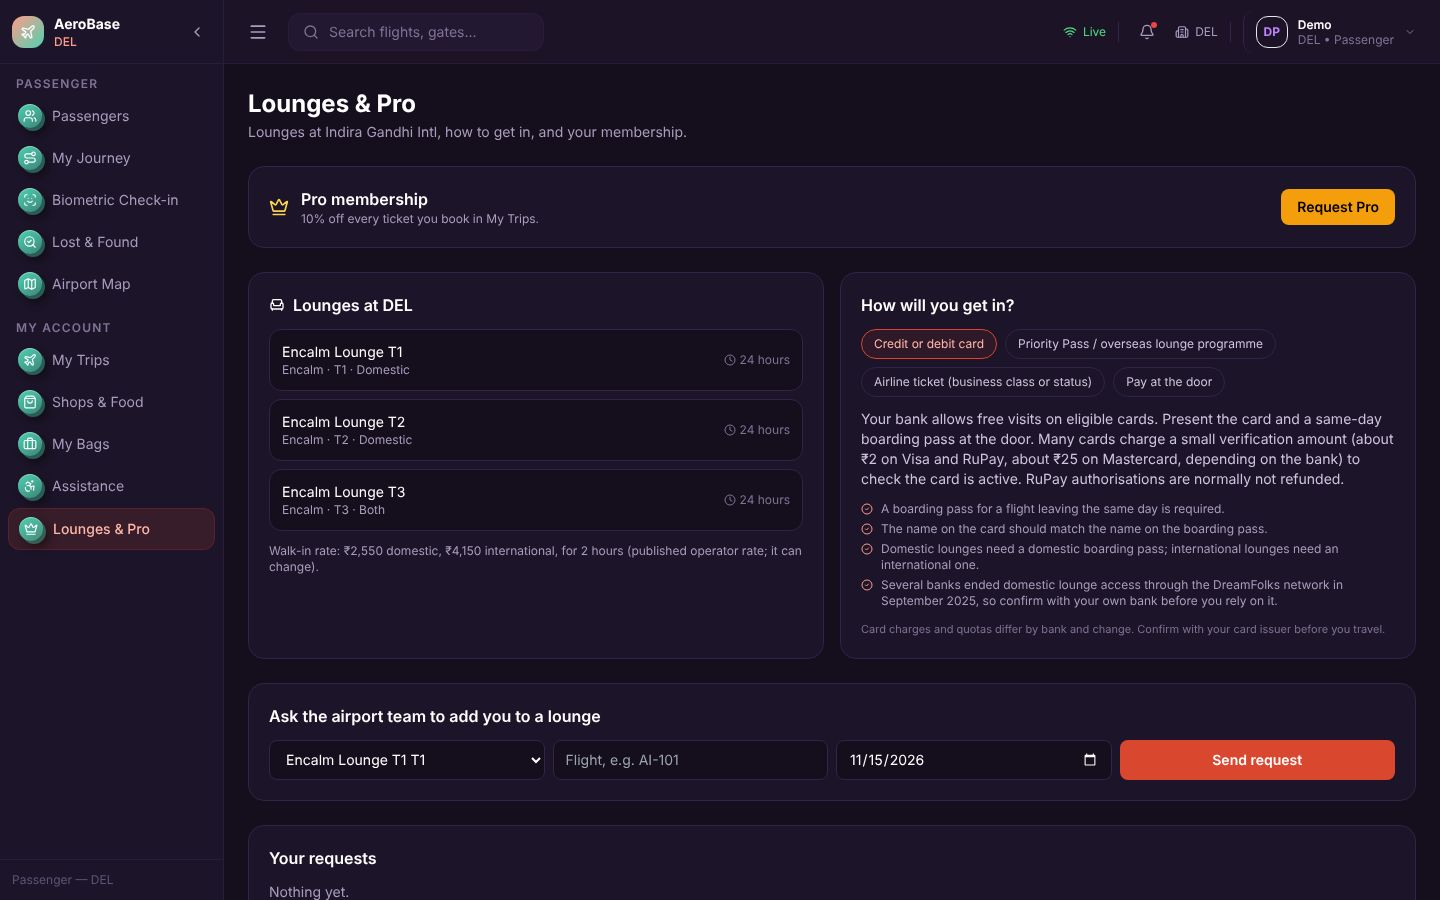 AeroBase
DEL
Search flights, gates...
Live
DEL
DP
Demo
DEL • Passenger
PASSENGER
Passengers
My Journey
Biometric Check-in
Lost & Found
Airport Map
MY ACCOUNT
My Trips
Shops & Food
My Bags
Assistance
Lounges & Pro
Passenger — DEL
Lounges & Pro
Lounges at Indira Gandhi Intl, how to get in, and your membership.
Pro membership
10% off every ticket you book in My Trips.
Request Pro
Lounges at DEL
Encalm Lounge T1
Encalm · T1 · Domestic
24 hours
Encalm Lounge T2
Encalm · T2 · Domestic
24 hours
Encalm Lounge T3
Encalm · T3 · Both
24 hours
Walk-in rate: ₹2,550 domestic, ₹4,150 international, for 2 hours (published operator rate; it can
change).
How will you get in?
Credit or debit card
Priority Pass / overseas lounge programme
Airline ticket (business class or status)
Pay at the door
Your bank allows free visits on eligible cards. Present the card and a same-day
boarding pass at the door. Many cards charge a small verification amount (about
₹2 on Visa and RuPay, about ₹25 on Mastercard, depending on the bank) to
check the card is active. RuPay authorisations are normally not refunded.
A boarding pass for a flight leaving the same day is required.
The name on the card should match the name on the boarding pass.
Domestic lounges need a domestic boarding pass; international lounges need an
international one.
Several banks ended domestic lounge access through the DreamFolks network in
September 2025, so confirm with your own bank before you rely on it.
Card charges and quotas differ by bank and change. Confirm with your card issuer before you travel.
Ask the airport team to add you to a lounge
Encalm Lounge T1 T1
Flight, e.g. AI-101
11/15/2026
Send request
Your requests
Nothing yet.